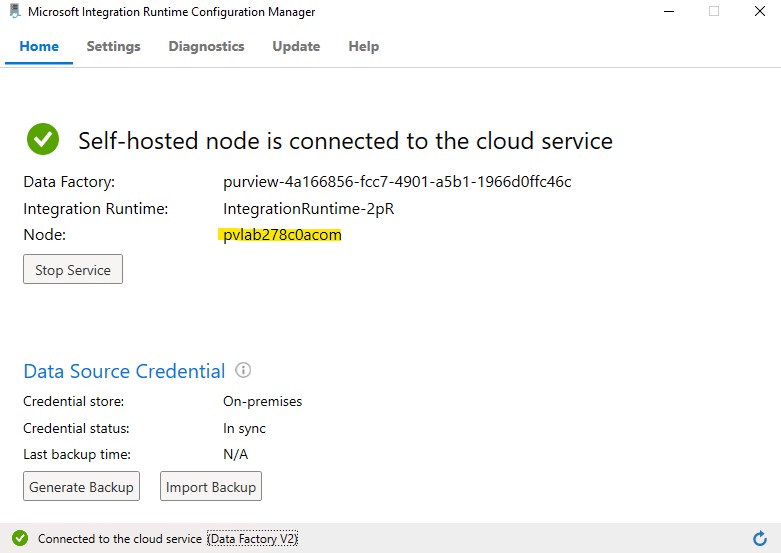 Microsoft Integration Runtime Configuration Manager
Home Settings Diagnostics Update Help
Self-hosted node is connected to the cloud service
Data Factory: purview-4a166856-fcc7-4901-a5b1-1966d0ffc46c
Integration Runtime: IntegrationRuntime-2pR
Node: pvlab278c0acom
Stop Service
Data Source Credential
Credential store: On-premises
Credential status: In sync
Last backup time: N/A
Generate Backup Import Backup
Connected to the cloud service (Data Factory V2)